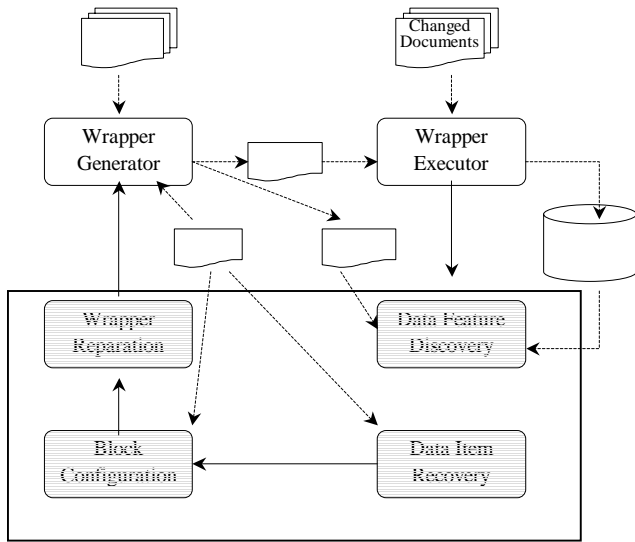 Changed
Documents
Wrapper
Generator
Wrapper
Executor
Wrapper
Reparation
Data Feature
Discovery
Block
Configuration
Data Item
Recovery